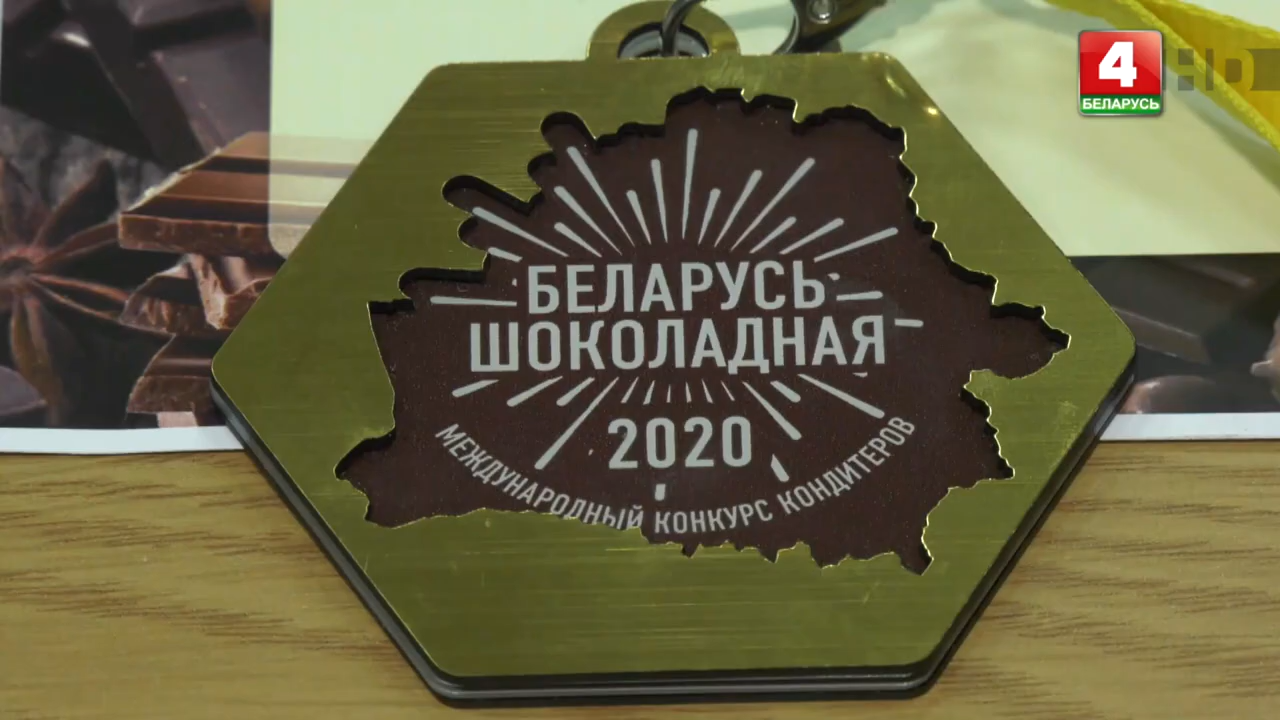 4
БЕЛАРУСЬ
HD
БЕЛАРУСЬ
ШОКОЛАДНАЯ
2020
МЕЖДУНАРОДНЫЙ КОНКУРС КОНДИТЕРОВ